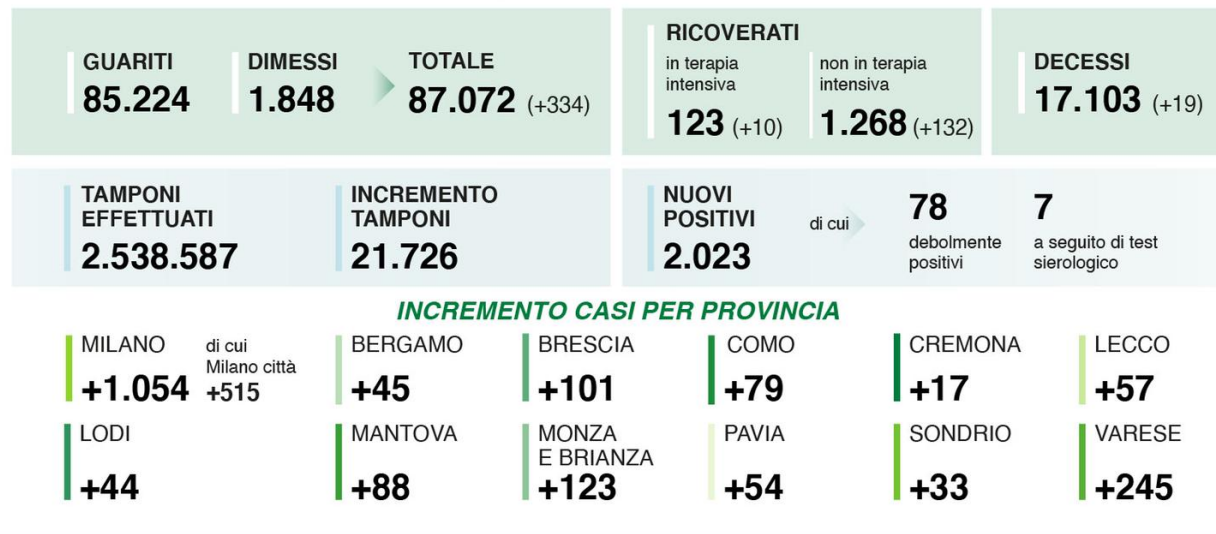 GUARITI
85.224
DIMESSI
1.848
TOTALE
87.072 (+334)
RICOVERATI
in terapia
intensiva
123 (+10)
non in terapia
intensiva
1.268 (+132)
DECESSI
17.103 (+19)
TAMPONI
EFFETTUATI
2.538.587
INCREMENTO
TAMPONI
21.726
NUOVI
POSITIVI
2.023
di cui
78
debolmente
positivi
7
a seguito di test
sierologico
INCREMENTO CASI PER PROVINCIA
MILANO
+1.054
di cui
Milano città
+515
BERGAMO
+45
BRESCIA
+101
COMO
+79
CREMONA
+17
LECCO
+57
LODI
+44
MANTOVA
+88
MONZA
E BRIANZA
+123
PAVIA
+54
SONDRIO
+33
VARESE
+245